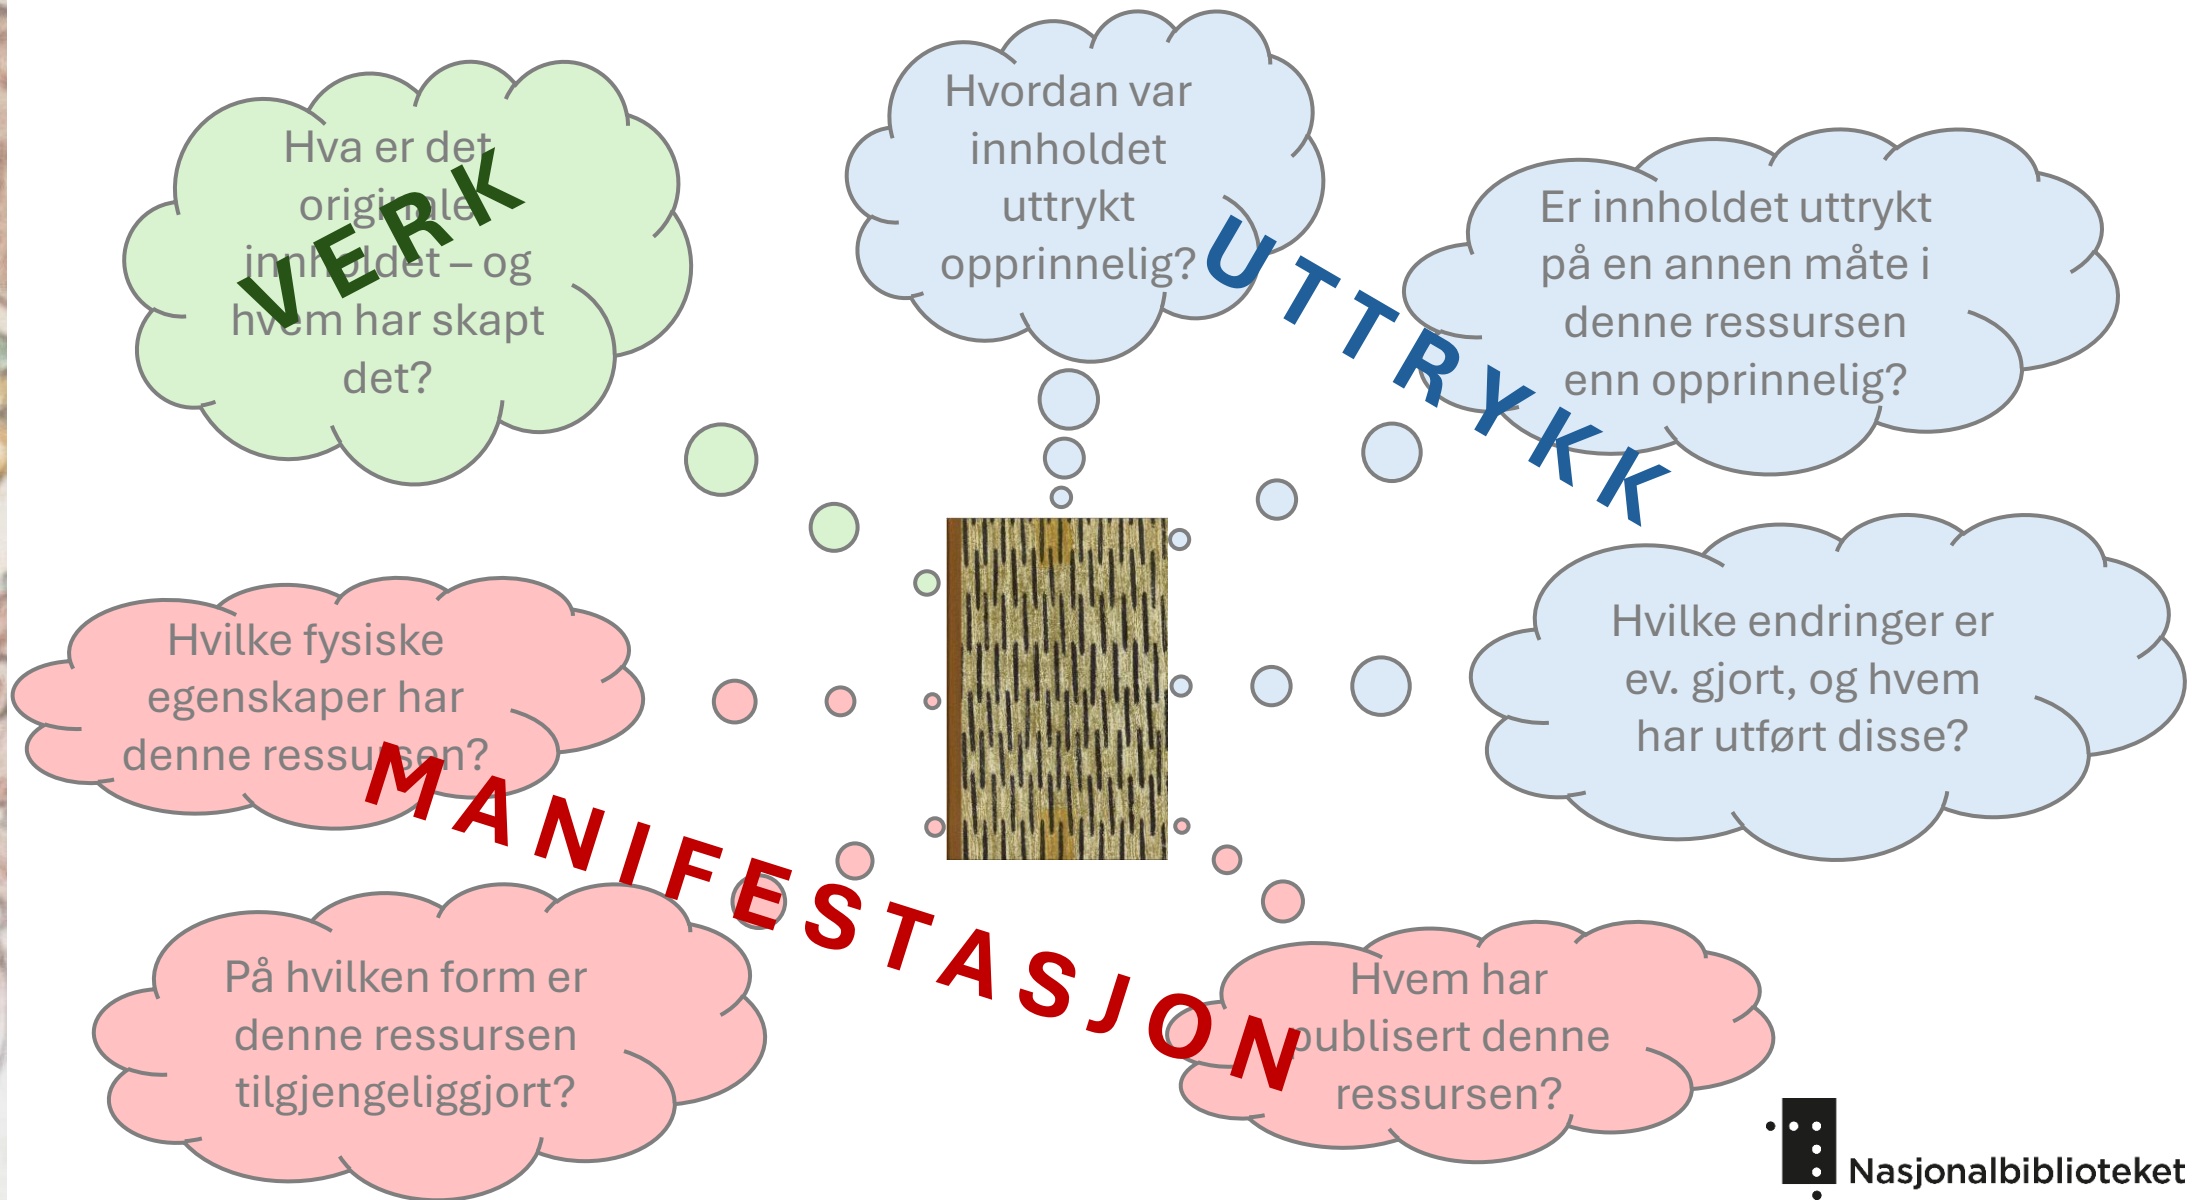 Hva er det
originale
innholdet – og
hvem har skapt
det?
VERK
Hvordan var
innholdet
uttrykt
opprinnelig?
UTTRYKK
Er innholdet uttrykt
på en annen måte i
denne ressursen
enn opprinnelig?
Hvilke endringer er
ev. gjort, og hvem
har utført disse?
Hvilke fysiske
egenskaper har
denne ressursen?
MANIFESTASJON
På hvilken form er
denne ressursen
tilgjengeliggjort?
Hvem har
publisert denne
ressursen?
Nasjonalbiblioteket